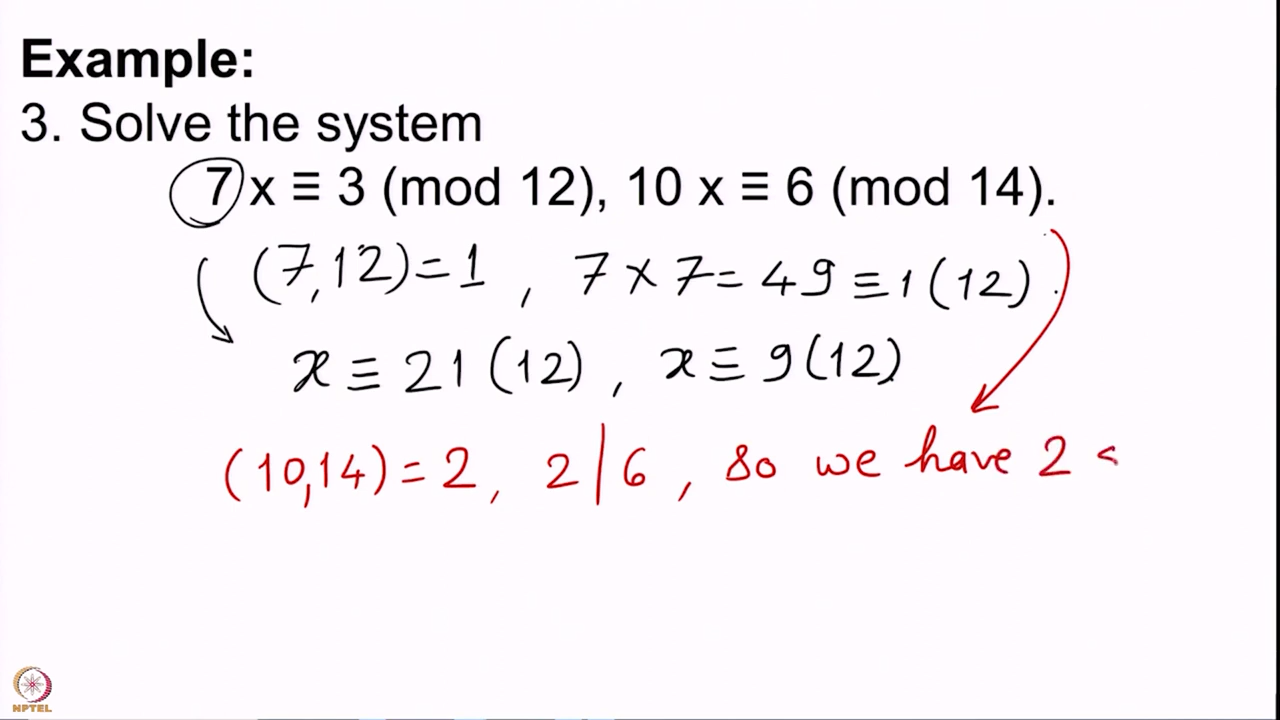 Example:
3. Solve the system
7 x ≡ 3 (mod 12), 10 x ≡ 6 (mod 14).
(7,12)=1 , 7 × 7 = 49 ≡ 1 (12)
x ≡ 21 (12) , x ≡ 9 (12)
(10,14) = 2, 2 | 6 , so we have 2
NPTEL